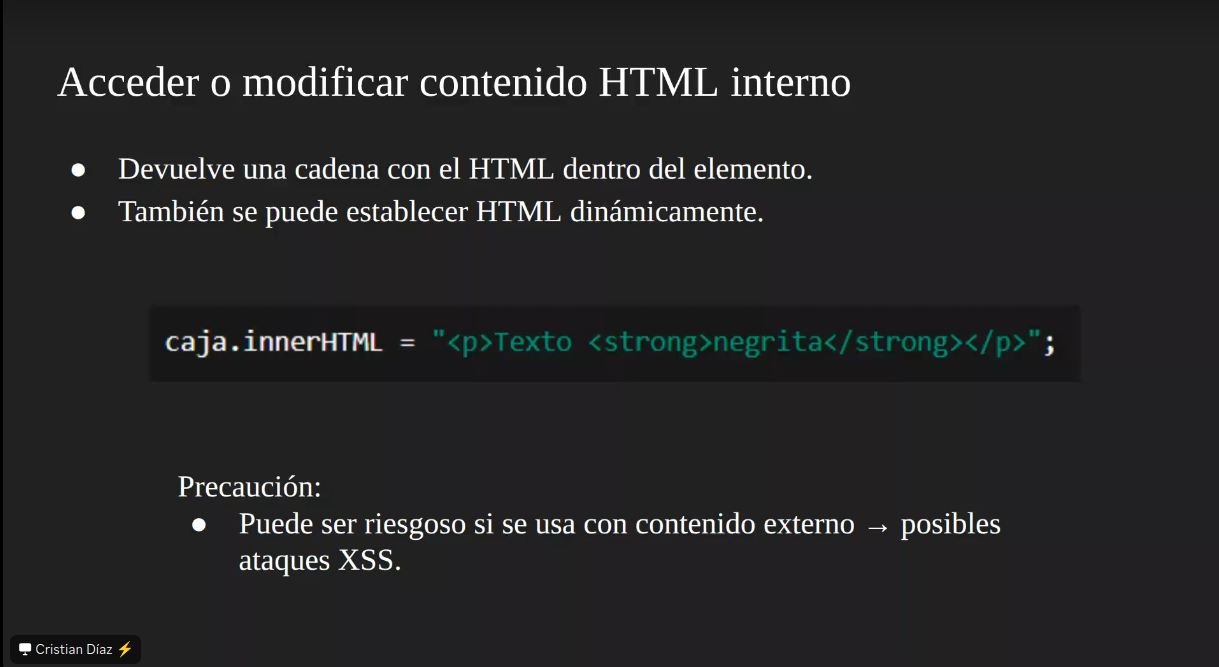 Acceder o modificar contenido HTML interno
● Devuelve una cadena con el HTML dentro del elemento.
● También se puede establecer HTML dinámicamente.
caja.innerHTML = "<p>Texto <strong>negrita</strong></p>";
Precaución:
● Puede ser riesgoso si se usa con contenido externo → posibles
ataques XSS.
Cristian Díaz ⚡